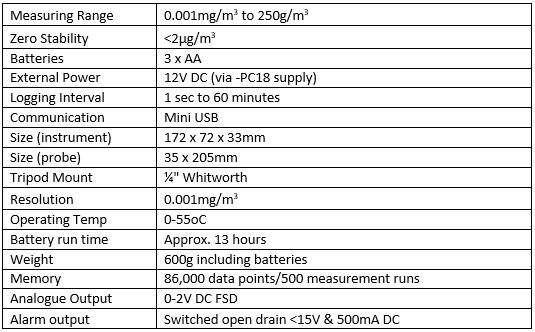 Measuring Range 0.001mg/m³ to 250g/m³
Zero Stability <2µg/m³
Batteries 3 x AA
External Power 12V DC (via -PC18 supply)
Logging Interval 1 sec to 60 minutes
Communication Mini USB
Size (instrument) 172 x 72 x 33mm
Size (probe) 35 x 205mm
Tripod Mount ¼" Whitworth
Resolution 0.001mg/m³
Operating Temp 0-55oC
Battery run time Approx. 13 hours
Weight 600g including batteries
Memory 86,000 data points/500 measurement runs
Analogue Output 0-2V DC FSD
Alarm output Switched open drain <15V & 500mA DC